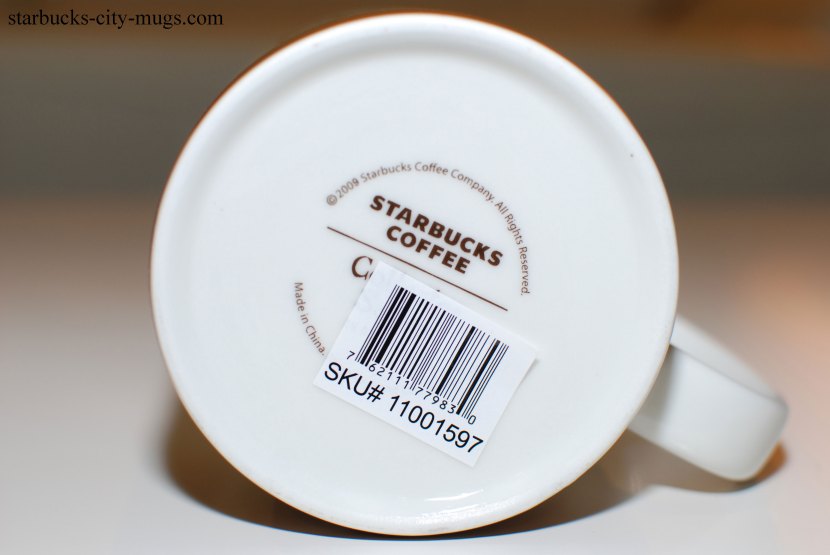 starbucks-city-mugs.com
©2009 Starbucks Coffee Company. All Rights Reserved.
STARBUCKS
COFFEE
Made in China.
7 62111 77983 0
SKU# 11001597